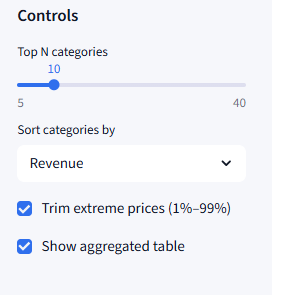 Controls
Top N categories
10
5 40
Sort categories by
Revenue
Trim extreme prices (1%–99%)
Show aggregated table